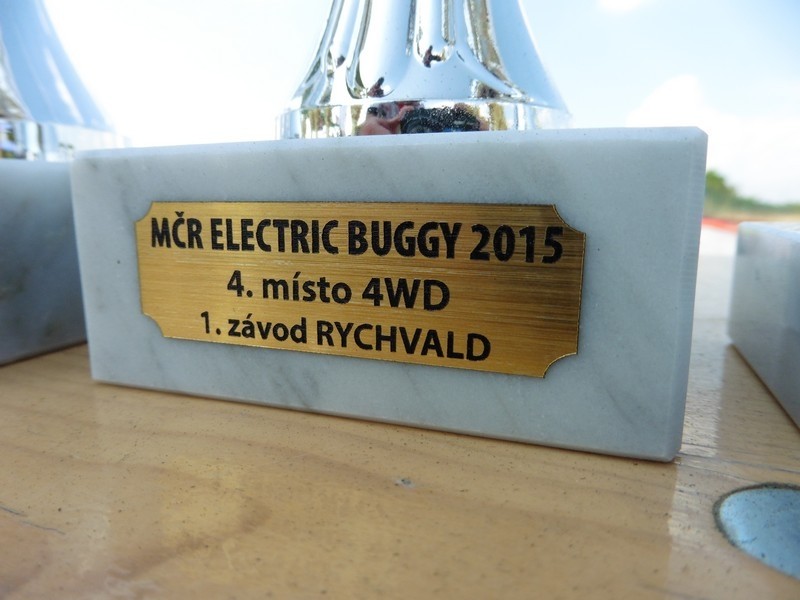 MČR ELECTRIC BUGGY 2015
4. místo 4WD
1. závod RYCHVALD